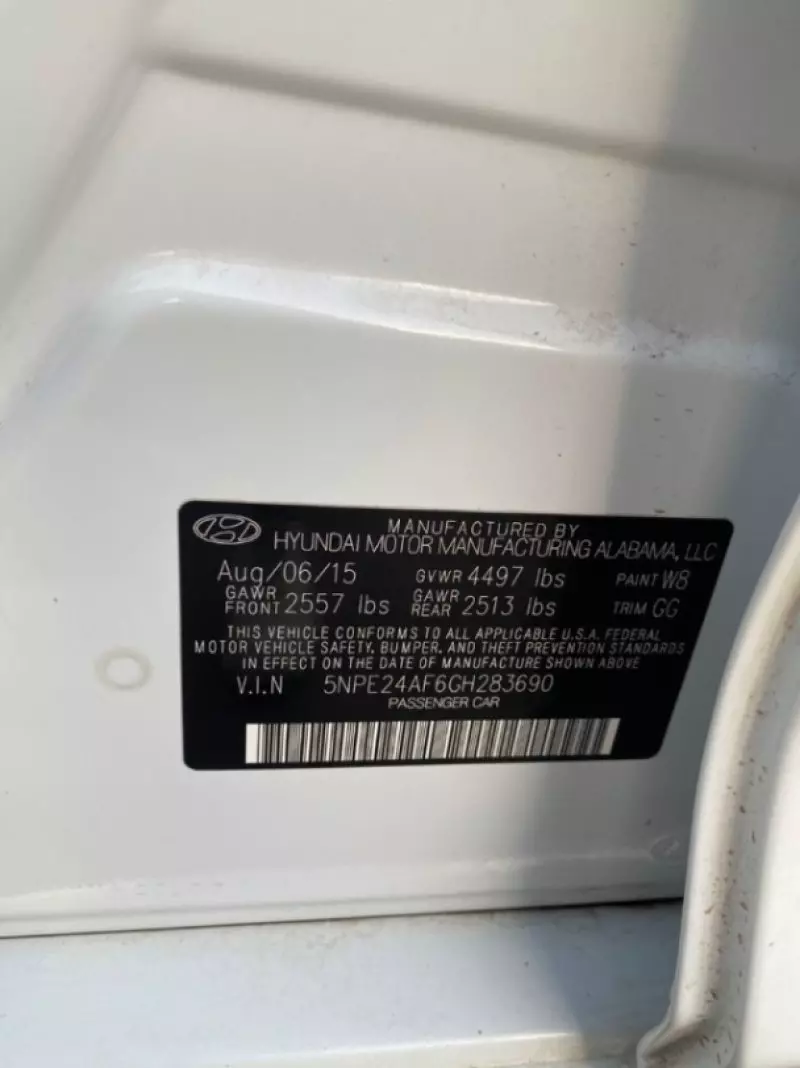 MANUFACTURED BY
HYUNDAI MOTOR MANUFACTURING ALABAMA, LLC
Aug/06/15 GVWR 4497 lbs PAINT W8
GAWR FRONT 2557 lbs GAWR REAR 2513 lbs TRIM GG
THIS VEHICLE CONFORMS TO ALL APPLICABLE U.S.A. FEDERAL
MOTOR VEHICLE SAFETY, BUMPER, AND THEFT PREVENTION STANDARDS
IN EFFECT ON THE DATE OF MANUFACTURE SHOWN ABOVE
V.I.N 5NPE24AF6GH283690
PASSENGER CAR